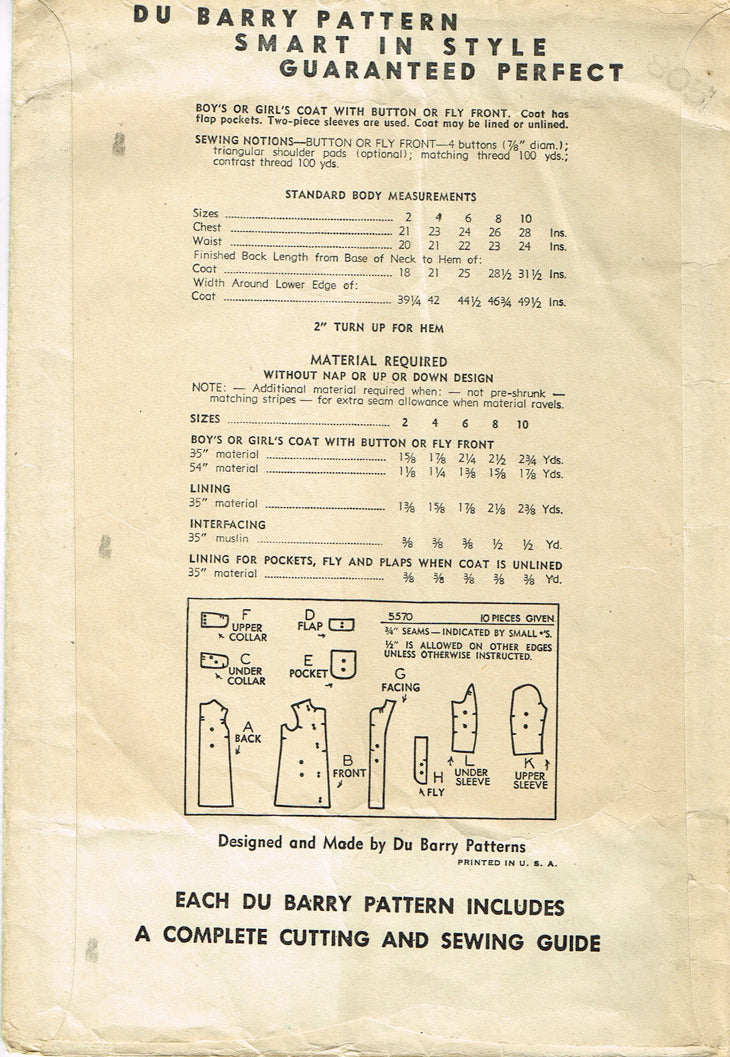 DU BARRY PATTERN
SMART IN STYLE
GUARANTEED PERFECT
BOY'S OR GIRL'S COAT WITH BUTTON OR FLY FRONT. Coat has
flap pockets. Two-piece sleeves are used. Coat may be lined or unlined.
SEWING NOTIONS—BUTTON OR FLY FRONT—4 buttons (⅞" diam.);
triangular shoulder pads (optional); matching thread 100 yds.;
contrast thread 100 yds.
STANDARD BODY MEASUREMENTS
Sizes 2 4 6 8 10
Chest 21 23 24 26 28 Ins.
Waist 20 21 22 23 24 Ins.
Finished Back Length from Base of Neck to Hem of:
Coat 18 21 25 28½ 31½ Ins.
Width Around Lower Edge of:
Coat 39¼ 42 44½ 46¾ 49½ Ins.
2" TURN UP FOR HEM
MATERIAL REQUIRED
WITHOUT NAP OR UP OR DOWN DESIGN
NOTE: — Additional material required when: — not pre-shrunk —
matching stripes — for extra seam allowance when material ravels.
SIZES 2 4 6 8 10
BOY'S OR GIRL'S COAT WITH BUTTON OR FLY FRONT
35" material 1⅝ 1⅞ 2¼ 2½ 2¾ Yds.
54" material 1⅛ 1¼ 1⅜ 1⅝ 1⅞ Yds.
LINING
35" material 1⅜ 1⅝ 1⅞ 2⅛ 2⅜ Yds.
INTERFACING
35" muslin ⅜ ⅜ ⅜ ½ ½ Yd.
LINING FOR POCKETS, FLY AND FLAPS WHEN COAT IS UNLINED
35" material ⅜ ⅜ ⅜ ⅜ ⅜ Yd.
5570 10 PIECES GIVEN
¾" SEAMS—INDICATED BY SMALL •'S.
½" IS ALLOWED ON OTHER EDGES
UNLESS OTHERWISE INSTRUCTED.
F
UPPER
COLLAR
D
FLAP
C
UNDER
COLLAR
E
POCKET
G
FACING
A
BACK
B
FRONT
H
FLY
L
UNDER
SLEEVE
K
UPPER
SLEEVE
Designed and Made by Du Barry Patterns
PRINTED IN U. S. A.
EACH DU BARRY PATTERN INCLUDES
A COMPLETE CUTTING AND SEWING GUIDE
2
2
2